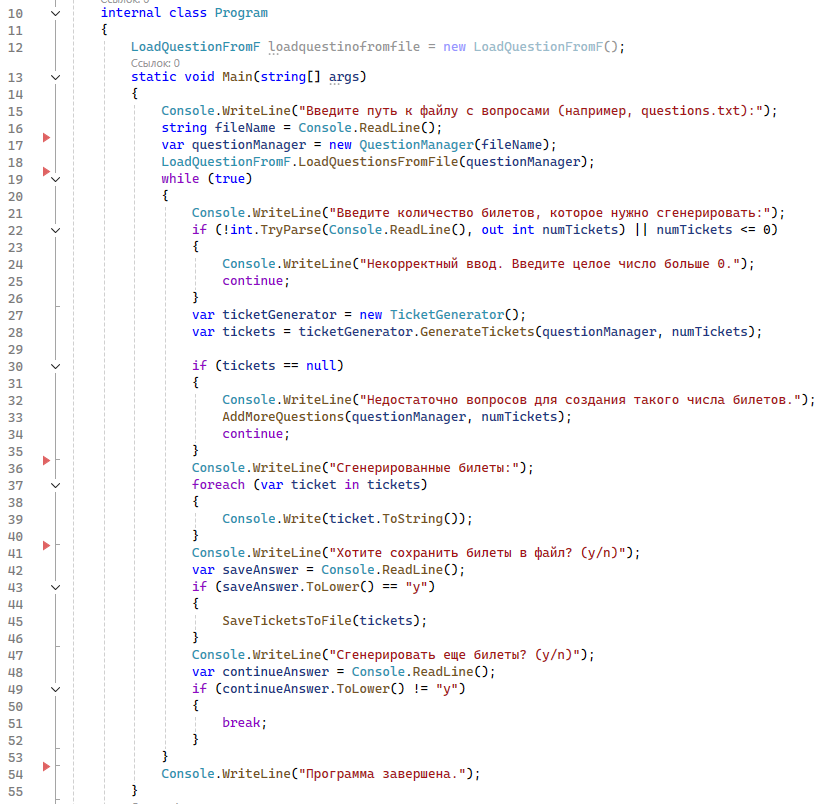 Ссылок: 0
10 internal class Program
11 {
12 LoadQuestionFromF loadquestinofromfile = new LoadQuestionFromF();
Ссылок: 0
13 static void Main(string[] args)
14 {
15 Console.WriteLine("Введите путь к файлу с вопросами (например, questions.txt):");
16 string fileName = Console.ReadLine();
17 var questionManager = new QuestionManager(fileName);
18 LoadQuestionFromF.LoadQuestionsFromFile(questionManager);
19 while (true)
20 {
21 Console.WriteLine("Введите количество билетов, которое нужно сгенерировать:");
22 if (!int.TryParse(Console.ReadLine(), out int numTickets) || numTickets <= 0)
23 {
24 Console.WriteLine("Некорректный ввод. Введите целое число больше 0.");
25 continue;
26 }
27 var ticketGenerator = new TicketGenerator();
28 var tickets = ticketGenerator.GenerateTickets(questionManager, numTickets);
29
30 if (tickets == null)
31 {
32 Console.WriteLine("Недостаточно вопросов для создания такого числа билетов.");
33 AddMoreQuestions(questionManager, numTickets);
34 continue;
35 }
36 Console.WriteLine("Сгенерированные билеты:");
37 foreach (var ticket in tickets)
38 {
39 Console.Write(ticket.ToString());
40 }
41 Console.WriteLine("Хотите сохранить билеты в файл? (y/n)");
42 var saveAnswer = Console.ReadLine();
43 if (saveAnswer.ToLower() == "y")
44 {
45 SaveTicketsToFile(tickets);
46 }
47 Console.WriteLine("Сгенерировать еще билеты? (y/n)");
48 var continueAnswer = Console.ReadLine();
49 if (continueAnswer.ToLower() != "y")
50 {
51 break;
52 }
53 }
54 Console.WriteLine("Программа завершена.");
55 }